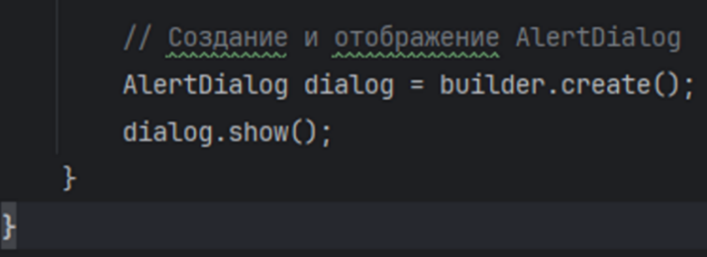 // Создание и отображение AlertDialog
AlertDialog dialog = builder.create();
dialog.show();
}
}